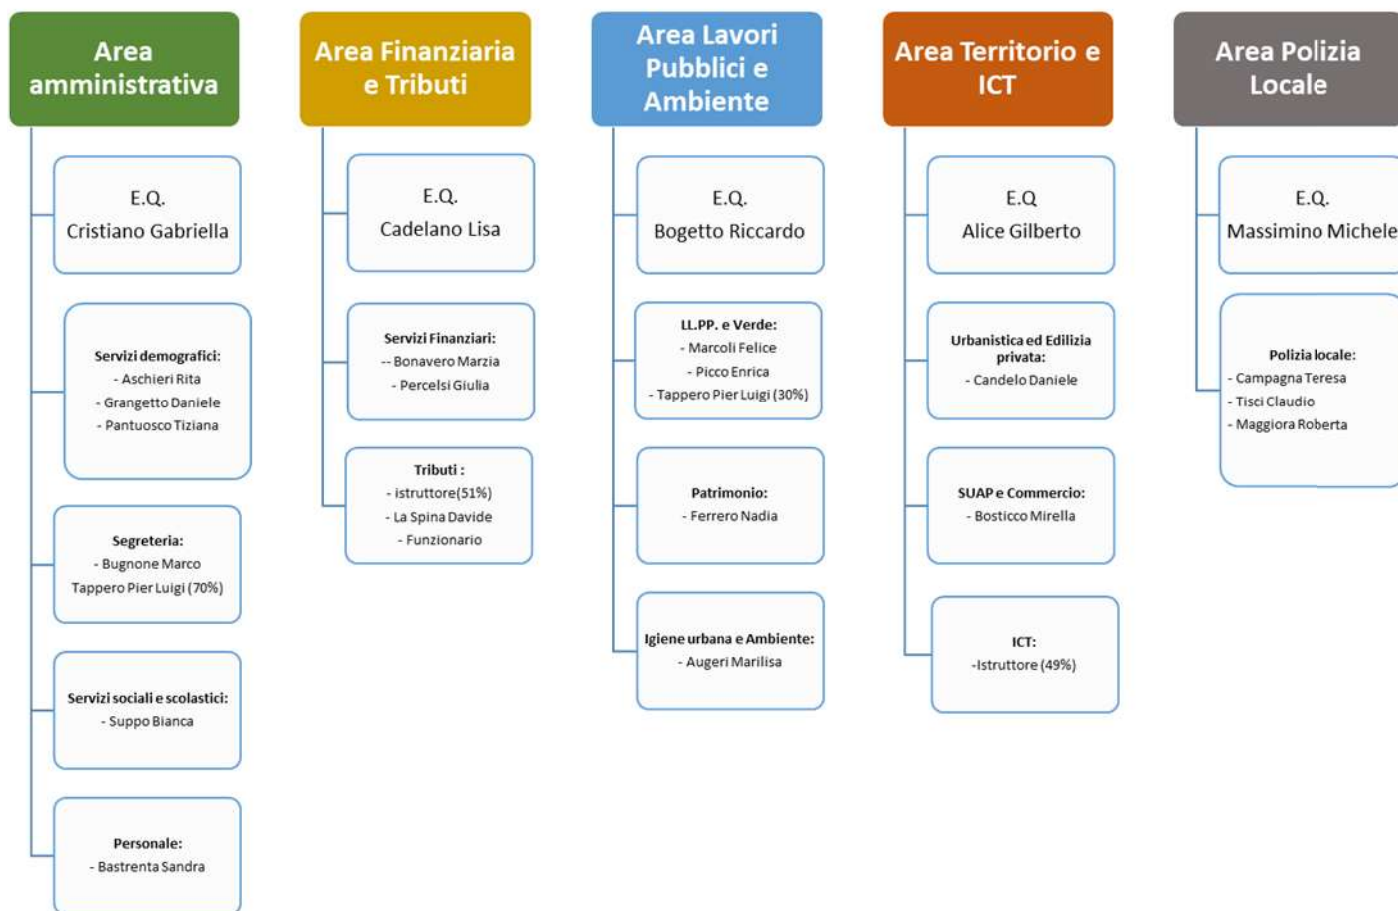 Area
amministrativa
E.Q.
Cristiano Gabriella
Servizi demografici:
- Aschieri Rita
- Grangetto Daniele
- Pantuosco Tiziana
Segreteria:
- Bugnone Marco
Tappero Pier Luigi (70%)
Servizi sociali e scolastici:
- Suppo Bianca
Personale:
- Bastrenta Sandra
Area Finanziaria
e Tributi
E.Q.
Cadelano Lisa
Servizi Finanziari:
-- Bonavero Marzia
- Percelsi Giulia
Tributi :
- istruttore(51%)
- La Spina Davide
- Funzionario
Area Lavori
Pubblici e
Ambiente
E.Q.
Bogetto Riccardo
LL.PP. e Verde:
- Marcoli Felice
- Picco Enrica
- Tappero Pier Luigi (30%)
Patrimonio:
- Ferrero Nadia
Igiene urbana e Ambiente:
- Augeri Marilisa
Area Territorio e
ICT
E.Q
Alice Gilberto
Urbanistica ed Edilizia
privata:
- Candelo Daniele
SUAP e Commercio:
- Bosticco Mirella
ICT:
-Istruttore (49%)
Area Polizia
Locale
E.Q.
Massimino Michele
Polizia locale:
- Campagna Teresa
- Tisci Claudio
- Maggiora Roberta